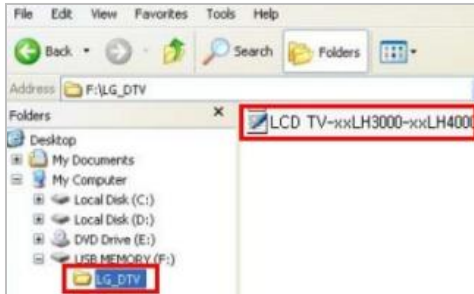 File Edit View Favorites Tools Help
Back Search Folders
Address F:\LG_DTV
Folders x LCD TV-xxLH3000-xxLH4000
Desktop
My Documents
My Computer
Local Disk (C:)
Local Disk (D:)
DVD Drive (E:)
USB MEMORY (F:)
LG_DTV